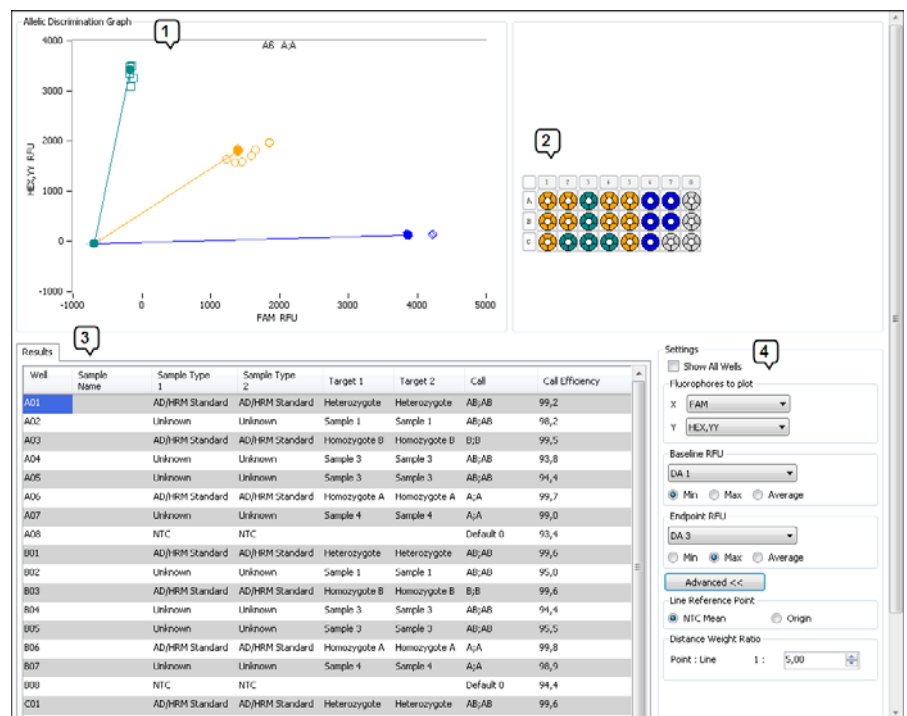 Allelic Discrimination Graph
1
A6 A;A
4000
3000
2000
1000
0
-1000
HEX,YY RFU
-1000 0 1000 2000 3000 4000 5000
FAM RFU
2
1 2 3 4 5 6 7 8
A
B
C
3
Results
Well Sample Name Sample Type 1 Sample Type 2 Target 1 Target 2 Call Call Efficiency
A01 AD/HRM Standard AD/HRM Standard Heterozygote Heterozygote AB;AB 99,2
A02 Unknown Unknown Sample 1 Sample 1 AB;AB 98,2
A03 AD/HRM Standard AD/HRM Standard Homozygote B Homozygote B B;B 99,5
A04 Unknown Unknown Sample 3 Sample 3 AB;AB 93,8
A05 Unknown Unknown Sample 3 Sample 3 AB;AB 94,4
A06 AD/HRM Standard AD/HRM Standard Homozygote A Homozygote A A;A 99,7
A07 Unknown Unknown Sample 4 Sample 4 A;A 99,0
A08 NTC NTC Default 0 93,4
B01 AD/HRM Standard AD/HRM Standard Heterozygote Heterozygote AB;AB 99,6
B02 Unknown Unknown Sample 1 Sample 1 AB;AB 95,0
B03 AD/HRM Standard AD/HRM Standard Homozygote B Homozygote B B;B 99,6
B04 Unknown Unknown Sample 3 Sample 3 AB;AB 94,4
B05 Unknown Unknown Sample 3 Sample 3 AB;AB 95,5
B06 AD/HRM Standard AD/HRM Standard Homozygote A Homozygote A A;A 99,8
B07 Unknown Unknown Sample 4 Sample 4 A;A 98,9
B08 NTC NTC Default 0 94,4
C01 AD/HRM Standard AD/HRM Standard Heterozygote Heterozygote AB;AB 99,6
Settings
4
Show All Wells
Fluorophores to plot
X FAM
Y HEX,YY
Baseline RFU
DA 1
Min Max Average
Endpoint RFU
DA 3
Min Max Average
Advanced <<
Line Reference Point
NTC Mean Origin
Distance Weight Ratio
Point : Line 1 : 5,00